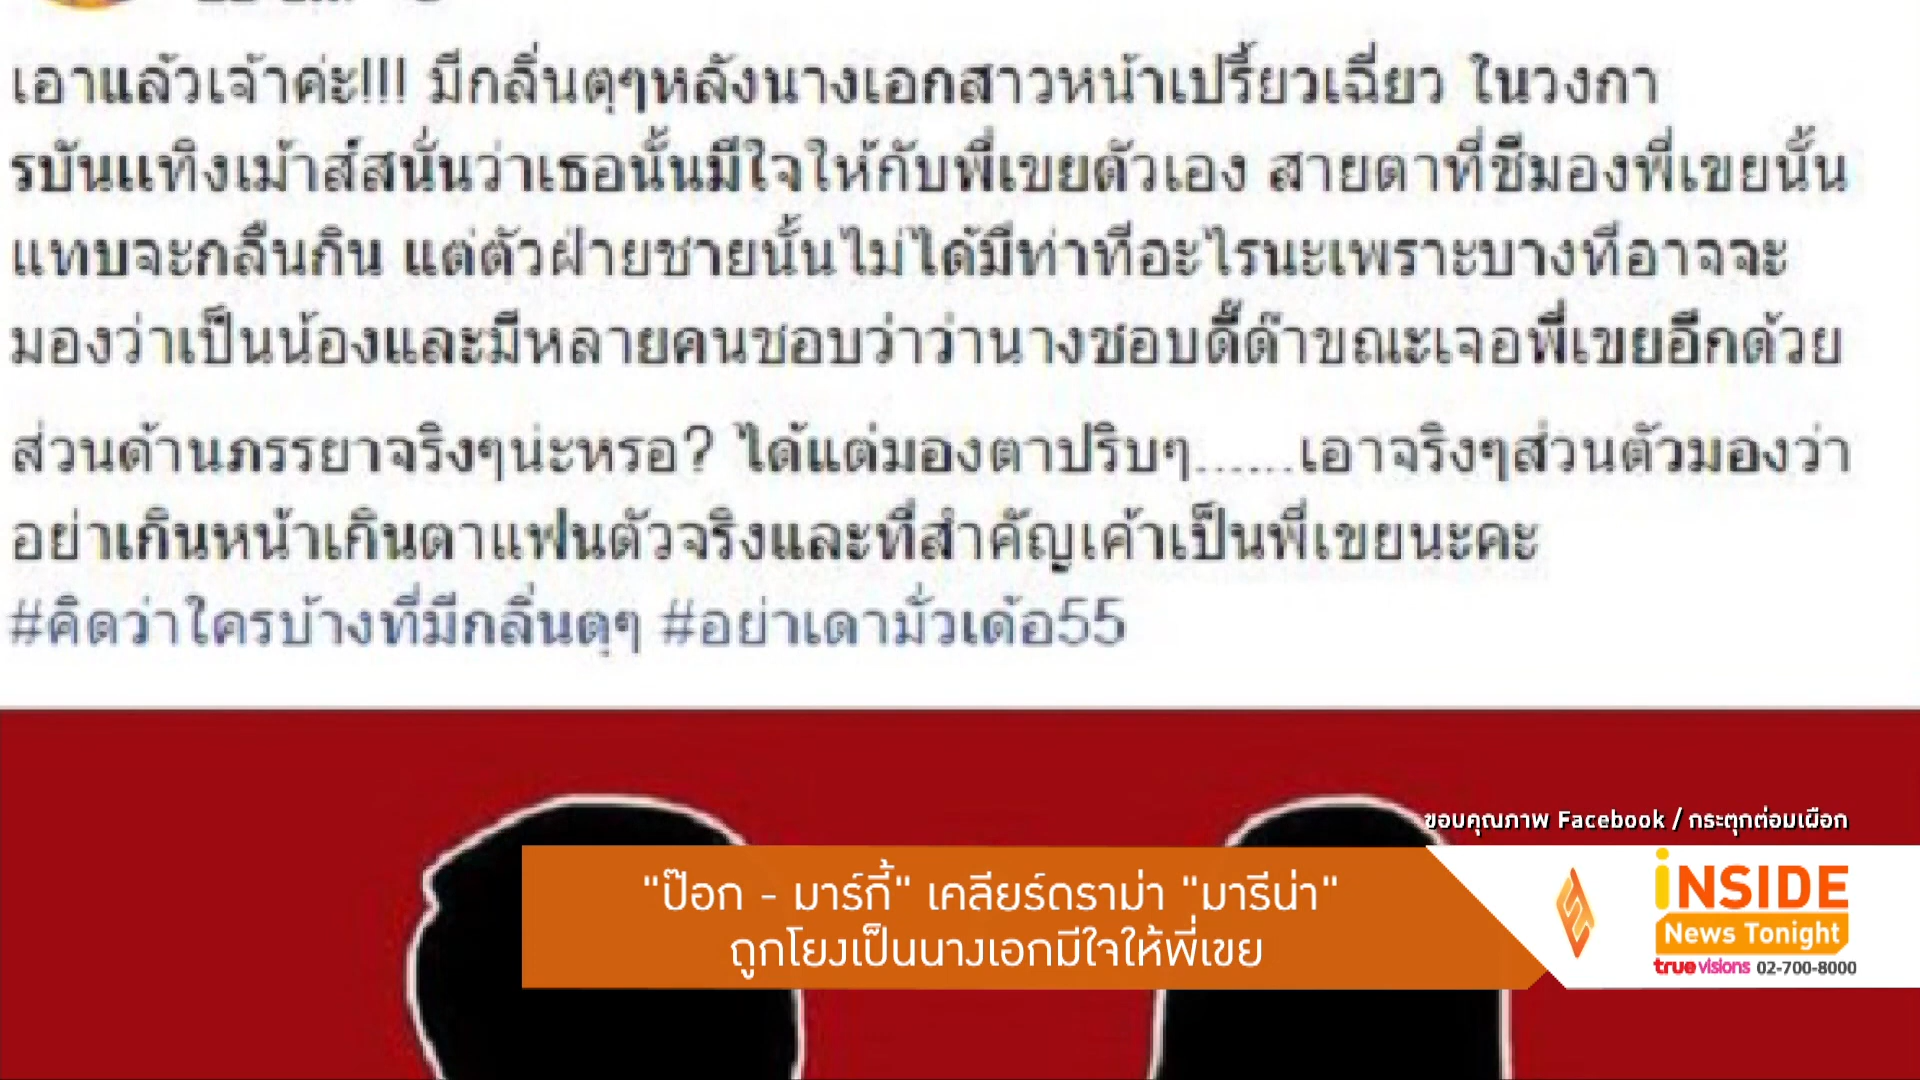 เอาแล้วเจ้าค่ะ!!! มีกลิ่นตุๆหลังนางเอกสาวหน้าเปรี้ยวเฉี่ยว ในวงกา
รบันเเทิงเม้าส์สนั่นว่าเธอนั้นมีใจให้กับพี่เขยตัวเอง สายตาที่ชีมองพี่เขยนั้น
แทบจะกลืนกิน แต่ตัวฝ่ายชายนั้นไม่ได้มีท่าทีอะไรนะเพราะบางทีอาจจะ
มองว่าเป็นน้องและมีหลายคนชอบว่าว่านางชอบดี๊ด๊าขณะเจอพี่เขยอีกด้วย
ส่วนด้านภรรยาจริงๆน่ะหรอ? ได้แต่มองตาปริบๆ......เอาจริงๆส่วนตัวมองว่า
อย่าเกินหน้าเกินตาแฟนตัวจริงและที่สำคัญเค้าเป็นพี่เขยนะคะ
#คิดว่าใครบ้างที่มีกลิ่นตุๆ #อย่าเดามั่วเด้อ55
ขอบคุณภาพ Facebook / กระตุกต่อมเผือก
"ป๊อก - มาร์กี้" เคลียร์ดราม่า "มารีน่า"
ถูกโยงเป็นนางเอกมีใจให้พี่เขย
iNSIDE
News Tonight
truevisions 02-700-8000